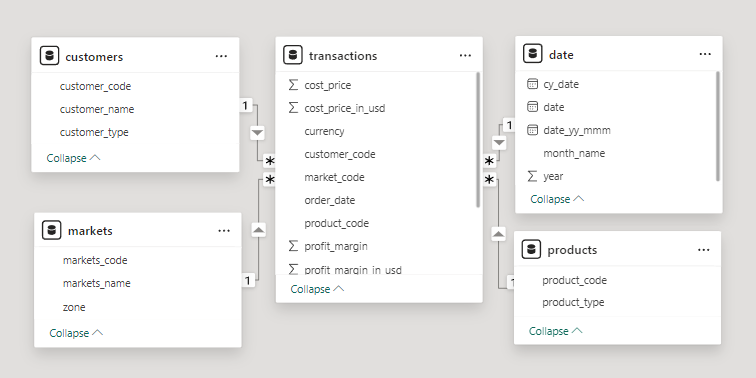 customers
...
customer_code
customer_name
customer_type
Collapse
transactions
...
Σ cost_price
Σ cost_price_in_usd
currency
customer_code
market_code
order_date
product_code
Σ profit_margin
Σ profit_margin_in_usd
Collapse
date
...
cy_date
date
date_yy_mmm
month_name
Σ year
Collapse
markets
...
markets_code
markets_name
zone
Collapse
products
...
product_code
product_type
Collapse
1
*
1
*
1
*
1
*